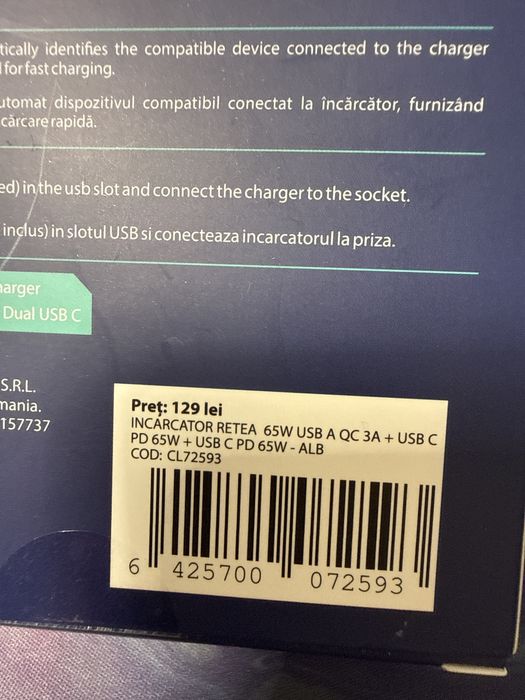 tically identifies the compatible device connected to the charger
for fast charging.
utomat dispozitivul compatibil conectat la încărcător, furnizând
cărcare rapidă.
ed) in the usb slot and connect the charger to the socket.
inclus) in slotul USB si conecteaza incarcatorul la priza.
harger
Dual USB C
S.R.L.
mania.
157737
Preț: 129 lei
INCARCATOR RETEA 65W USB A QC 3A + USB C
PD 65W + USB C PD 65W - ALB
COD: CL72593
6 425700 072593